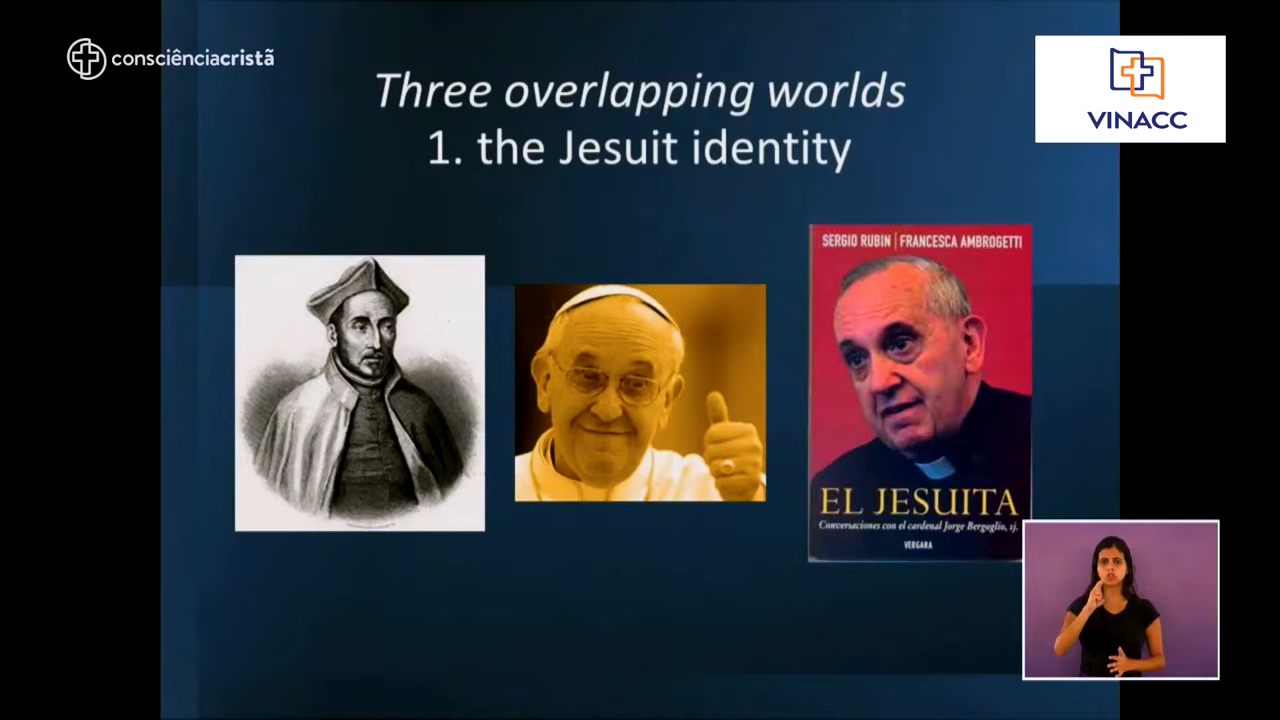 consciênciacristã
VINACC
Three overlapping worlds
1. the Jesuit identity
SERGIO RUBIN | FRANCESCA AMBROGETTI
EL JESUITA
Conversaciones con el cardenal Jorge Bergoglio, sj.
VERGARA